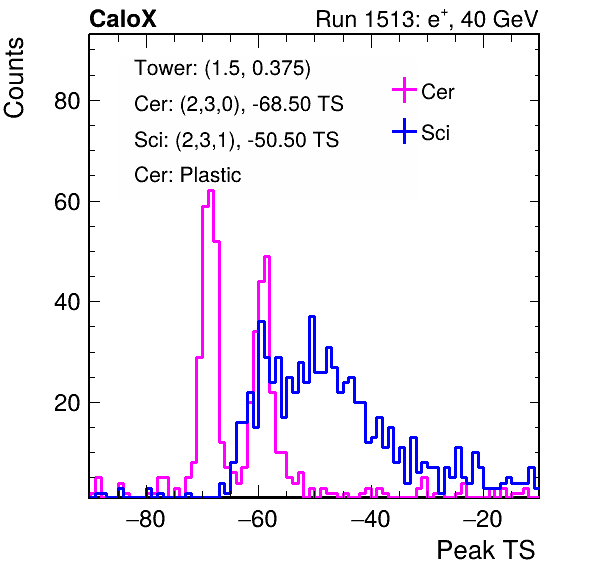 CaloX Run 1513: e⁺, 40 GeV
Counts
Tower: (1.5, 0.375)
Cer: (2,3,0), -68.50 TS
Sci: (2,3,1), -50.50 TS
Cer: Plastic
Cer
Sci
80
60
40
20
−80 −60 −40 −20
Peak TS